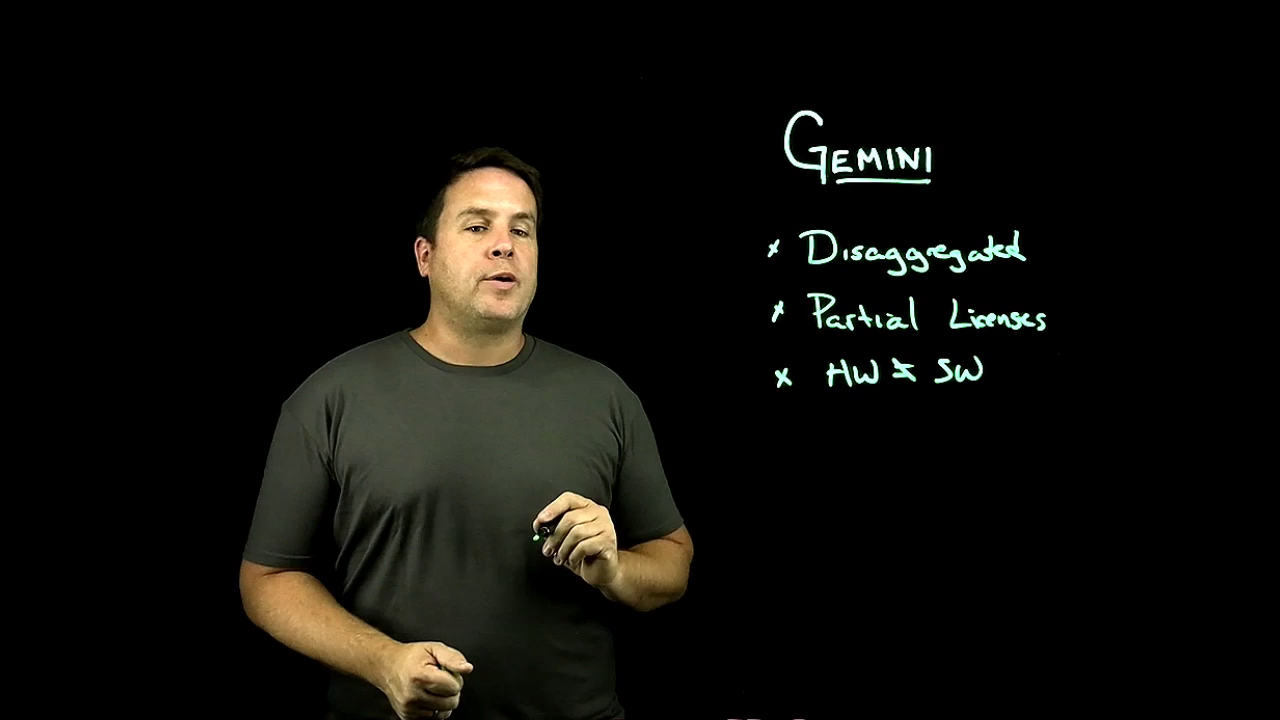 GEMINI
x Disaggregated
x Partial Licenses
x HW & SW